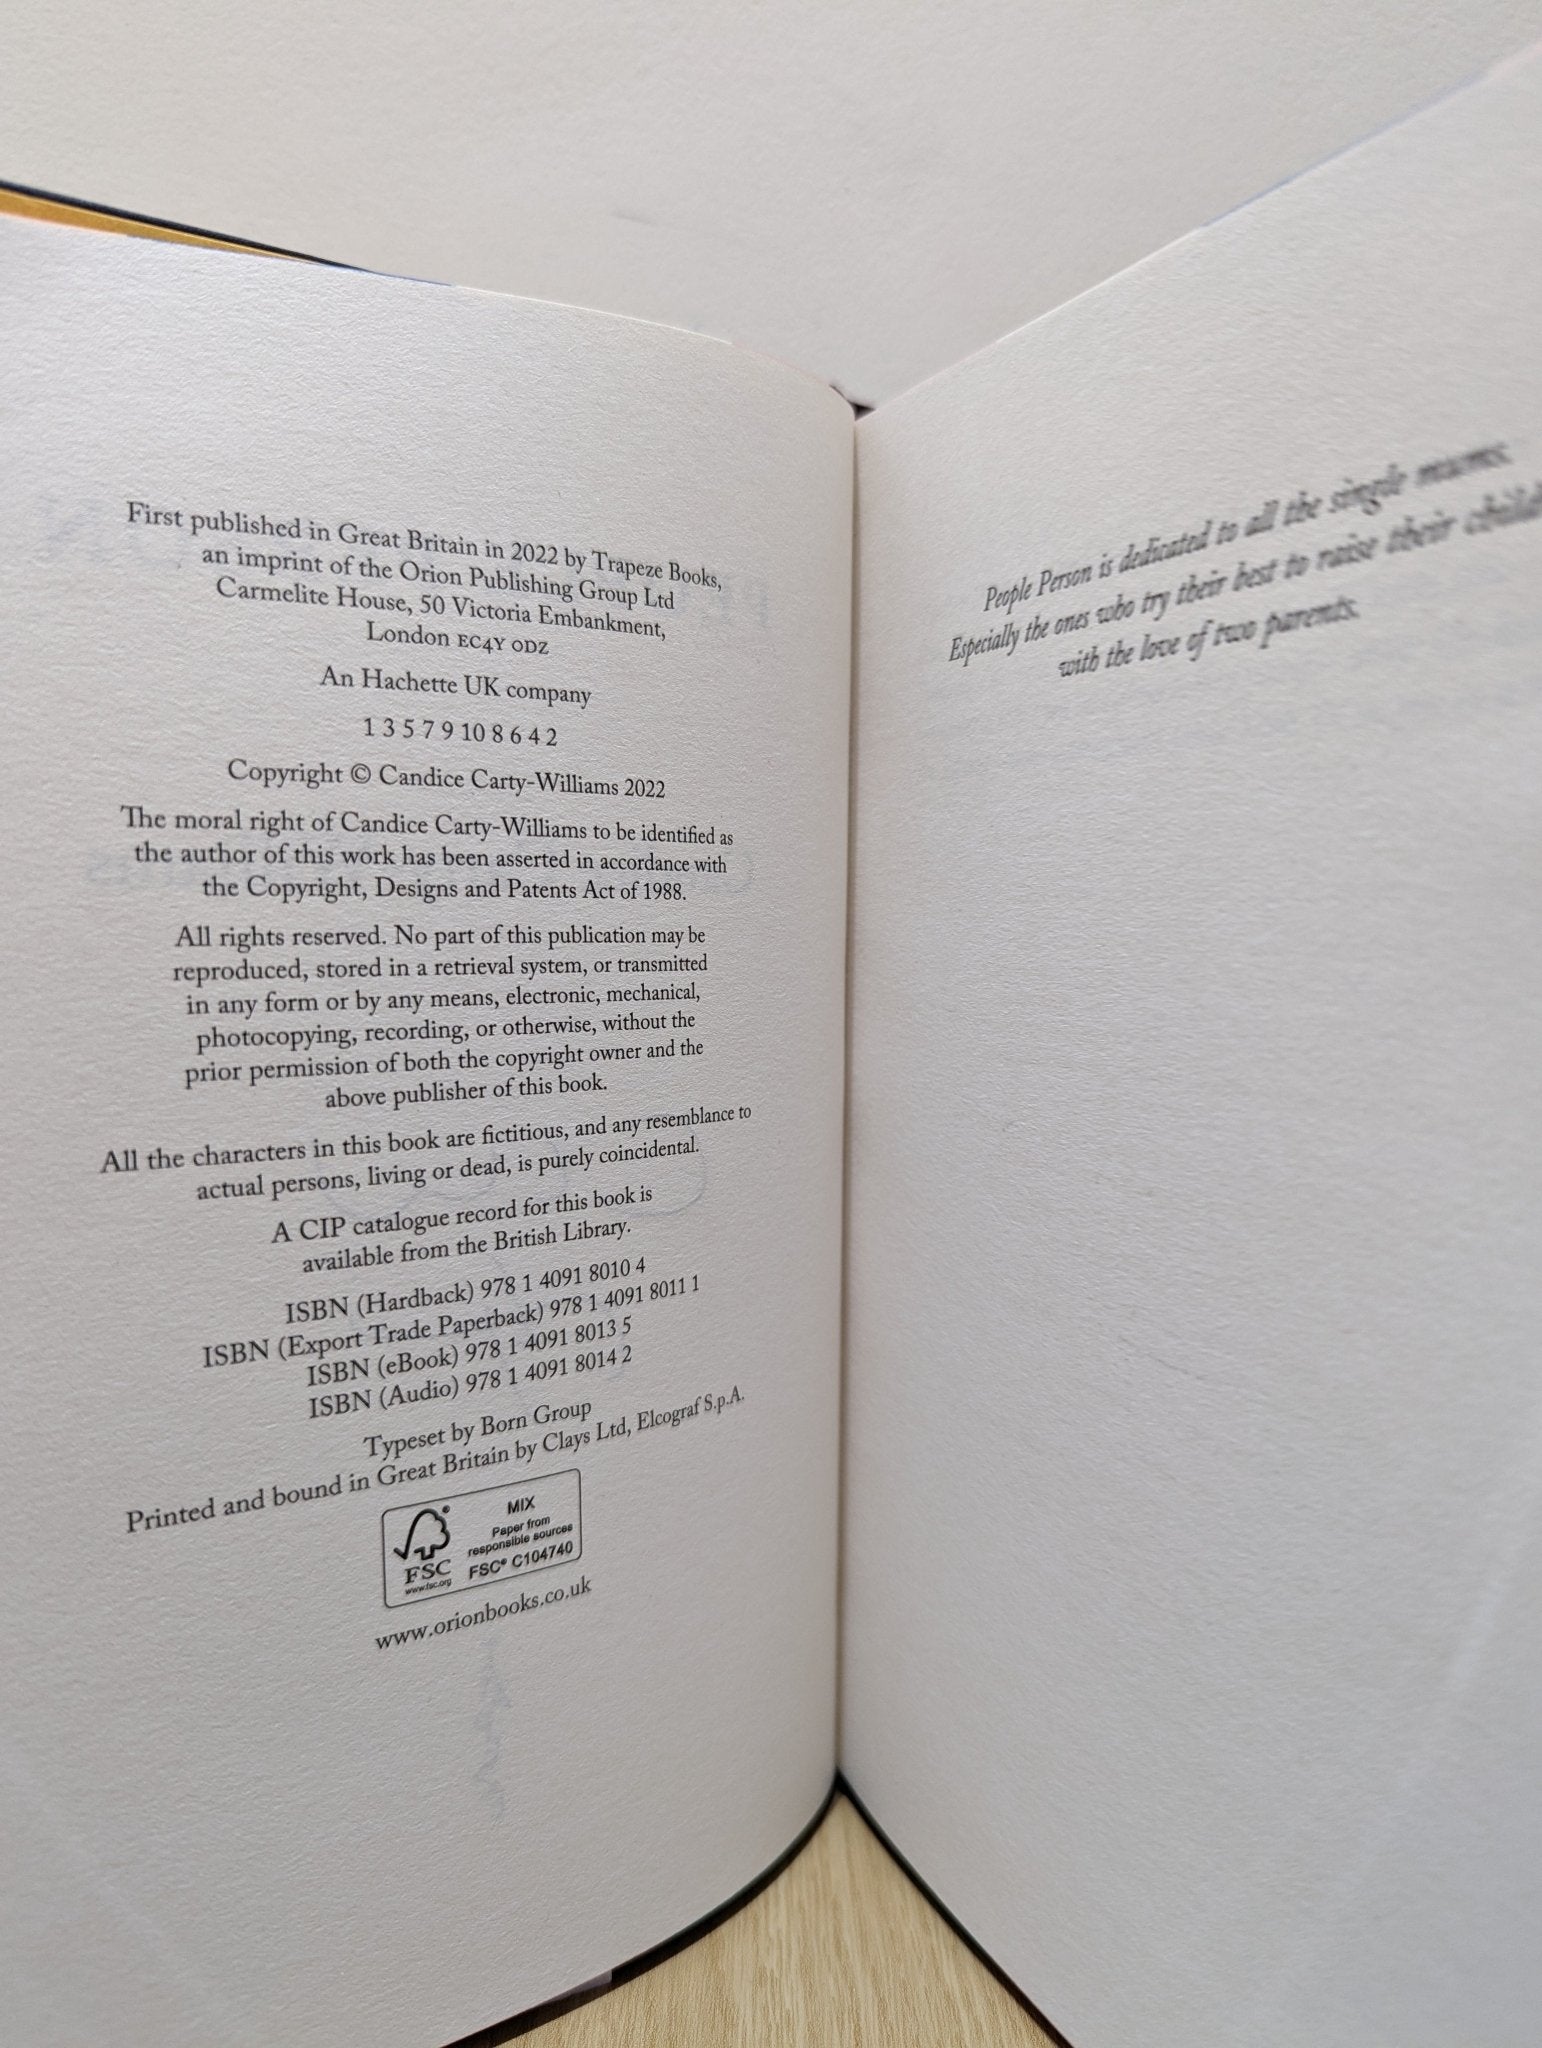 First published in Great Britain in 2022 by Trapeze Books,
an imprint of the Orion Publishing Group Ltd
Carmelite House, 50 Victoria Embankment,
London EC4Y 0DZ
An Hachette UK company
1 3 5 7 9 10 8 6 4 2
Copyright © Candice Carty-Williams 2022
The moral right of Candice Carty-Williams to be identified as
the author of this work has been asserted in accordance with
the Copyright, Designs and Patents Act of 1988.
All rights reserved. No part of this publication may be
reproduced, stored in a retrieval system, or transmitted
in any form or by any means, electronic, mechanical,
photocopying, recording, or otherwise, without the
prior permission of both the copyright owner and the
above publisher of this book.
All the characters in this book are fictitious, and any resemblance to
actual persons, living or dead, is purely coincidental.
A CIP catalogue record for this book is
available from the British Library.
ISBN (Hardback) 978 1 4091 8010 4
ISBN (Export Trade Paperback) 978 1 4091 8011 1
ISBN (eBook) 978 1 4091 8013 5
ISBN (Audio) 978 1 4091 8014 2
Typeset by Born Group
Printed and bound in Great Britain by Clays Ltd, Elcograf S.p.A.
FSC®
www.fsc.org
MIX
Paper from
responsible sources
FSC® C104740
www.orionbooks.co.uk
People Person is dedicated to all the single mums.
Especially the ones who try their best to raise their
with the love of two parents.